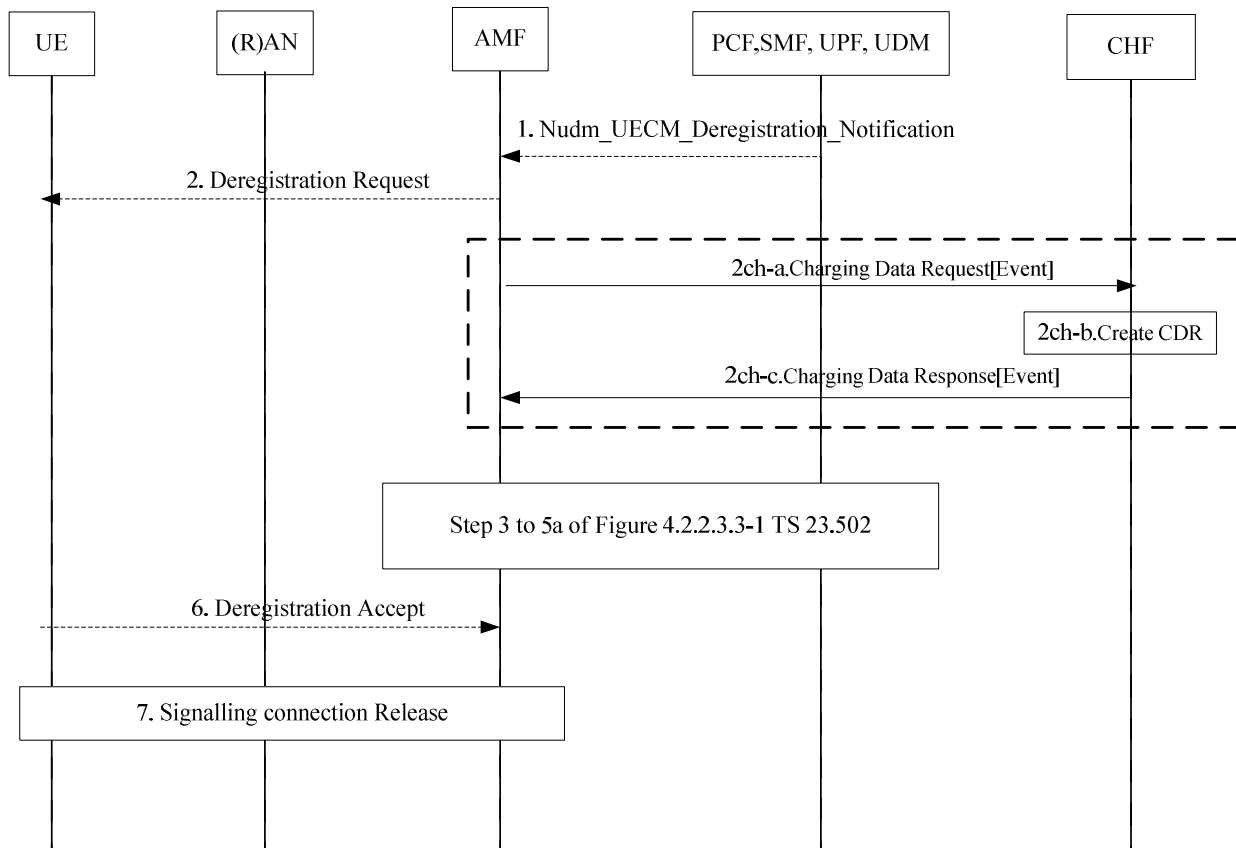 UE
(R)AN
AMF
PCF,SMF, UPF, UDM
CHF
1. Nudm_UECM_Deregistration_Notification
2. Deregistration Request
2ch-a.Charging Data Request[Event]
2ch-b.Create CDR
2ch-c.Charging Data Response[Event]
Step 3 to 5a of Figure 4.2.2.3.3-1 TS 23.502
6. Deregistration Accept
7. Signalling connection Release